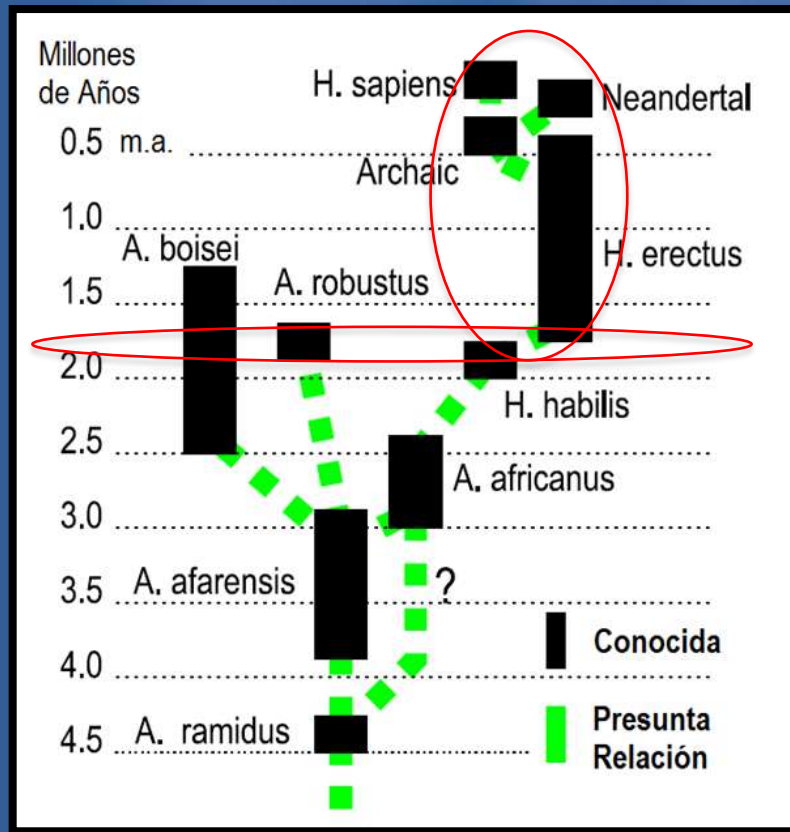 Millones
de Años
H. sapiens
Neandertal
0.5 m.a.
Archaic
1.0
A. boisei
H. erectus
A. robustus
1.5
2.0
H. habilis
2.5
A. africanus
3.0
A. afarensis
?
3.5
Conocida
4.0
Presunta
Relación
4.5
A. ramidus